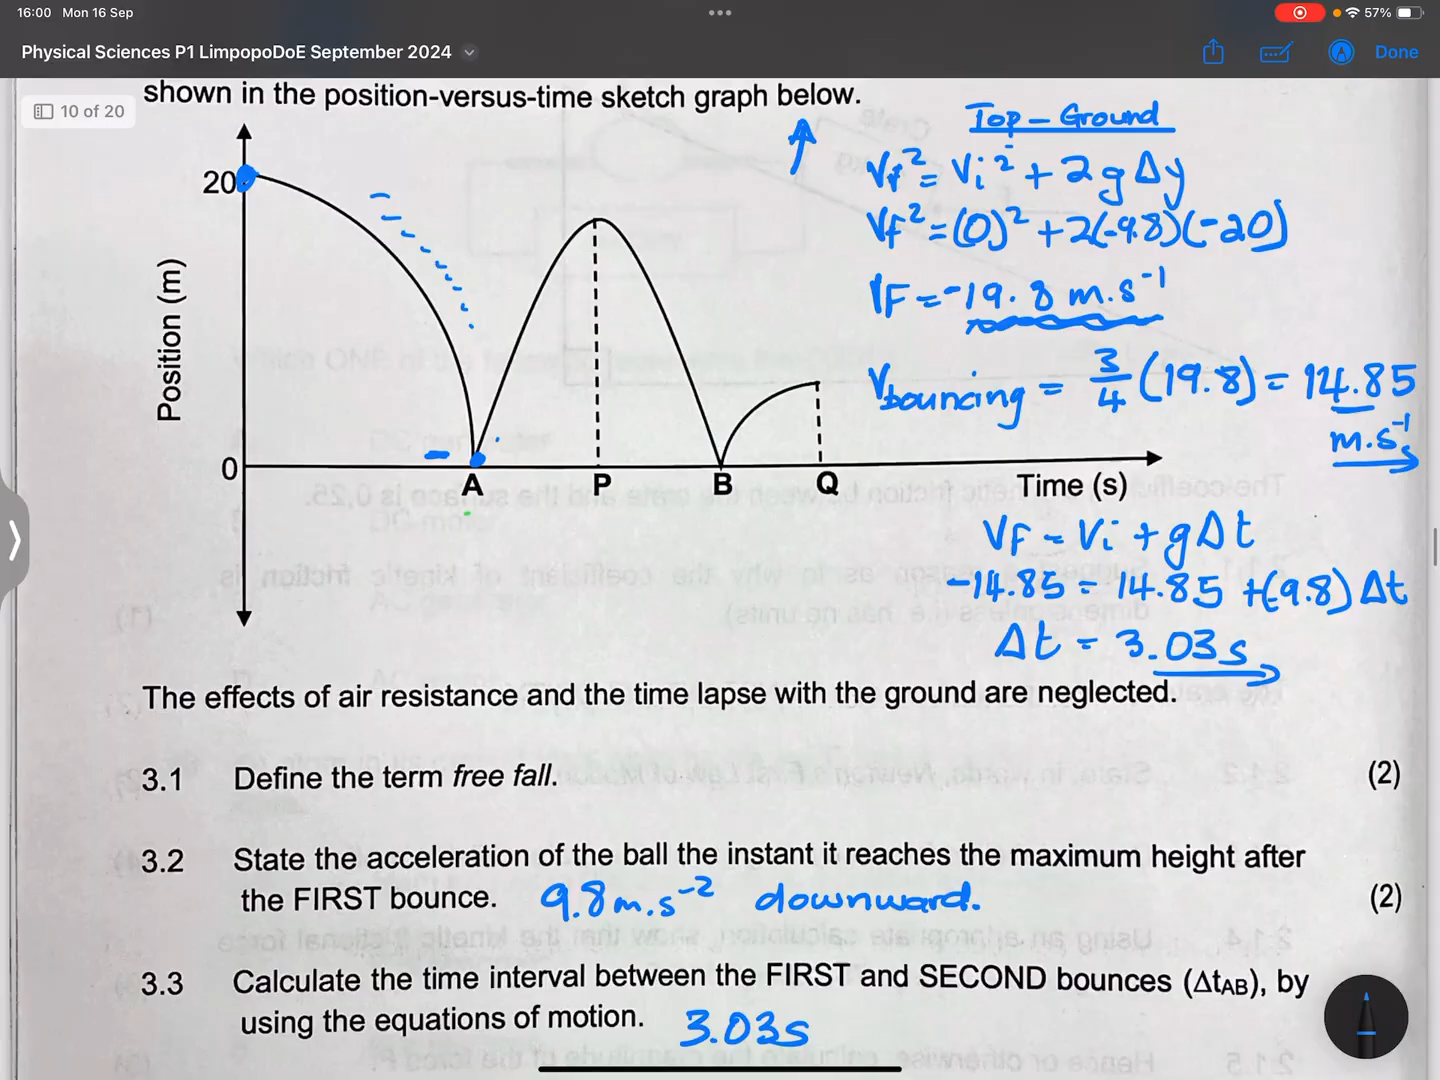 16:00 Mon 16 Sep
57%
Physical Sciences P1 LimpopoDoE September 2024
Done
10 of 20
shown in the position-versus-time sketch graph below.
Top – Ground
Vf² = Vi² + 2gΔy
Vf² = (0)² + 2(-9.8)(-20)
VF = -19.8 m.s⁻¹
Vbouncing = 3/4 (19.8) = 14.85
m.s⁻¹
20
Position (m)
0
A
P
B
Q
Time (s)
VF = Vi + gΔt
-14.85 = 14.85 +(-9.8) Δt
Δt = 3.03s
The effects of air resistance and the time lapse with the ground are neglected.
3.1 Define the term free fall. (2)
3.2 State the acceleration of the ball the instant it reaches the maximum height after
the FIRST bounce. 9.8m.s⁻² downward. (2)
3.3 Calculate the time interval between the FIRST and SECOND bounces (ΔtAB), by
using the equations of motion. 3.03s